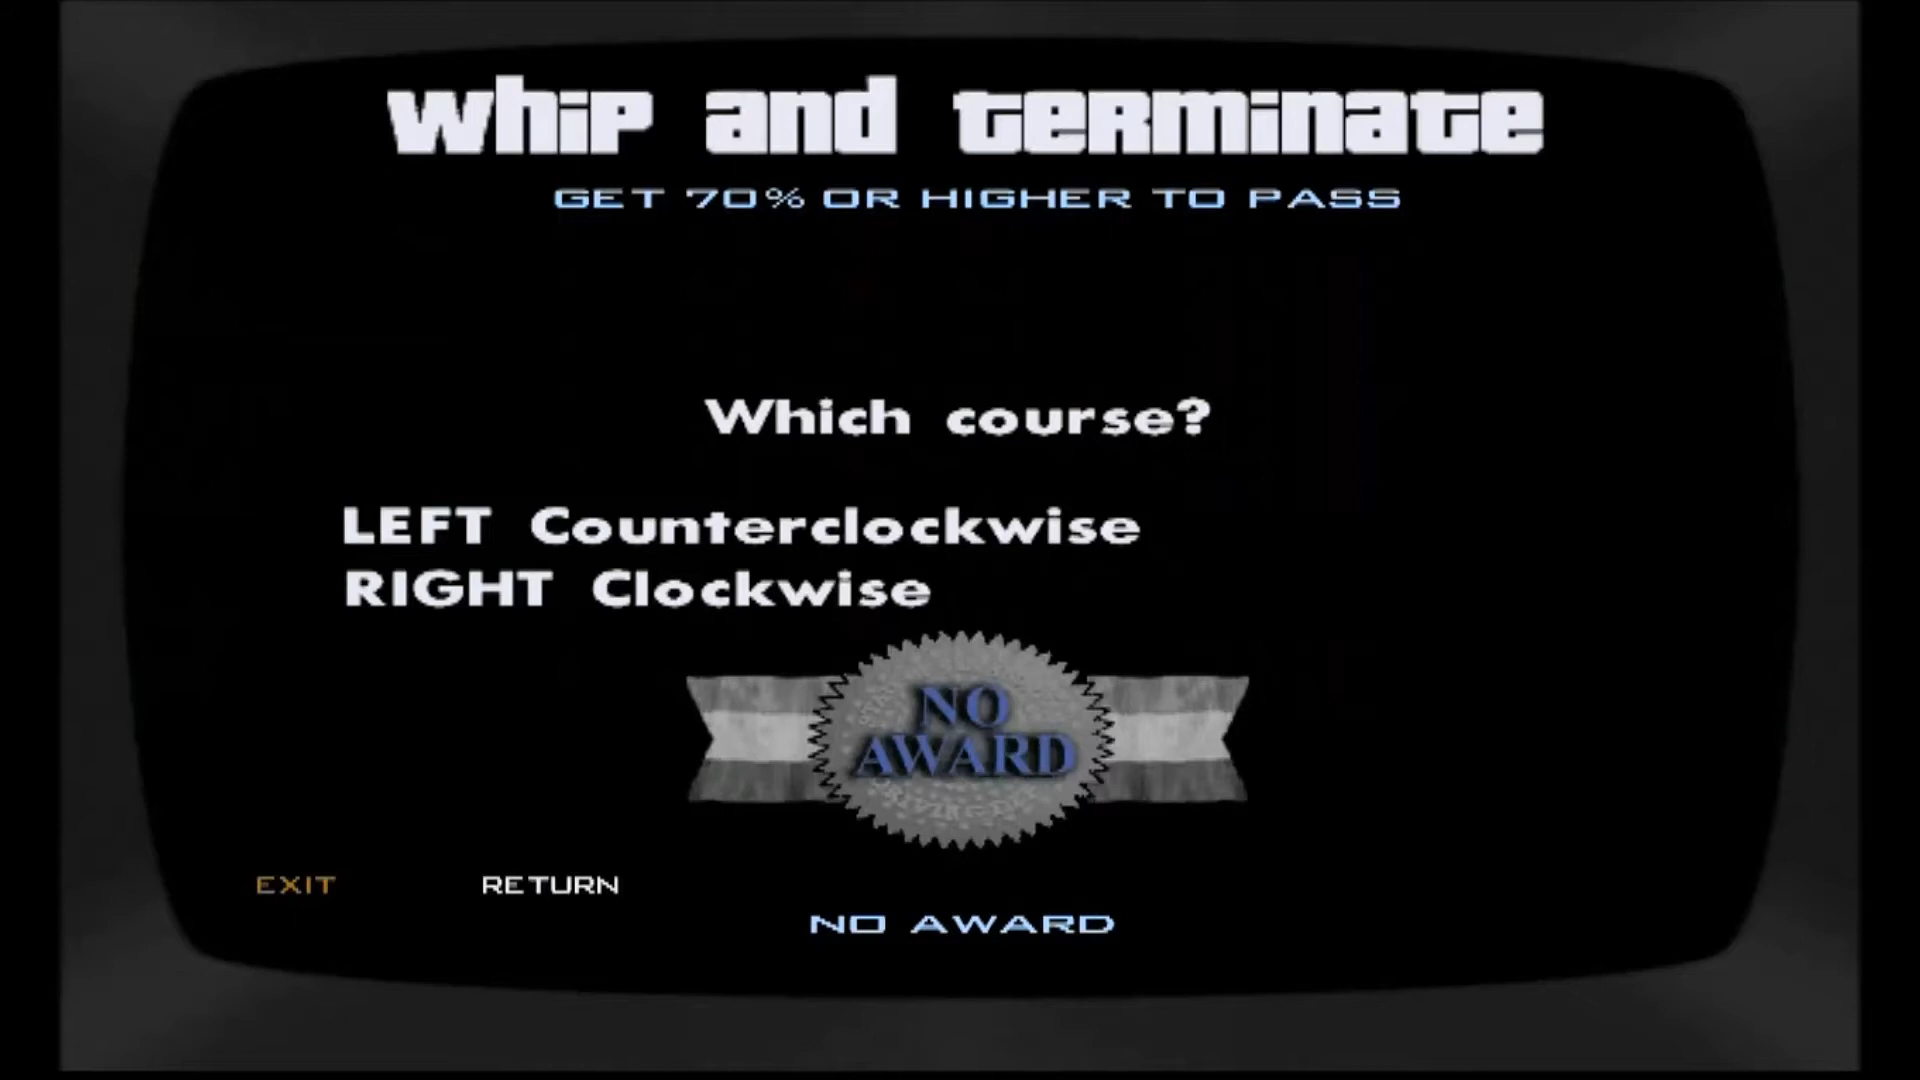 Whip and Terminate
GET 70% OR HIGHER TO PASS
Which course?
LEFT Counterclockwise
RIGHT Clockwise
NO
AWARD
EXIT RETURN
NO AWARD